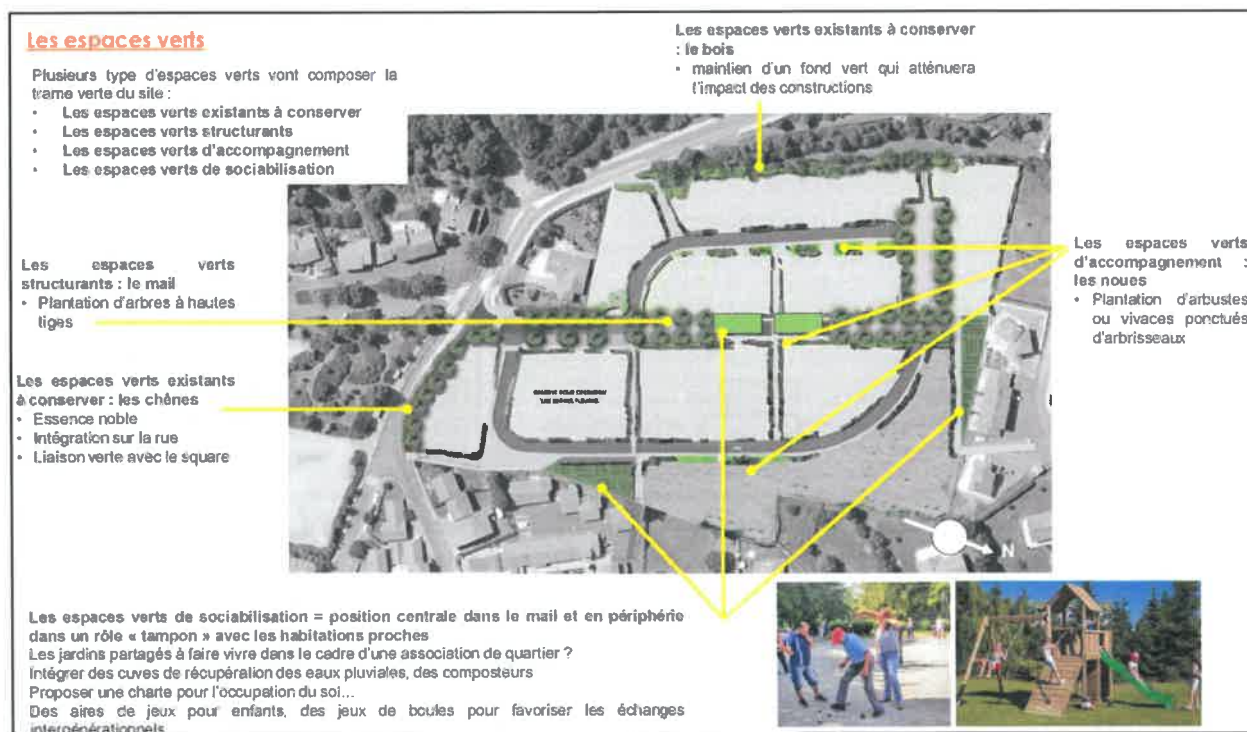 Les espaces verts
Plusieurs type d'espaces verts vont composer la
trame verte du site :
• Les espaces verts existants à conserver
• Les espaces verts structurants
• Les espaces verts d'accompagnement
• Les espaces verts de sociabilisation
Les espaces verts existants à conserver
: le bois
• maintien d'un fond vert qui atténuera
l'impact des constructions
Les espaces verts
structurants : le mail
• Plantation d'arbres à hautes
tiges
Les espaces verts existants
à conserver : les chênes
• Essence noble
• Intégration sur la rue
• Liaison verte avec le square
Les espaces verts
d'accompagnement :
les noues
• Plantation d'arbustes
ou vivaces ponctués
d'arbrisseaux
N
Les espaces verts de sociabilisation = position centrale dans le mail et en périphérie
dans un rôle « tampon » avec les habitations proches
Les jardins partagés à faire vivre dans le cadre d'une association de quartier ?
Intégrer des cuves de récupération des eaux pluviales, des composteurs
Proposer une charte pour l'occupation du sol...
Des aires de jeux pour enfants, des jeux de boules pour favoriser les échanges
intergénérationnels